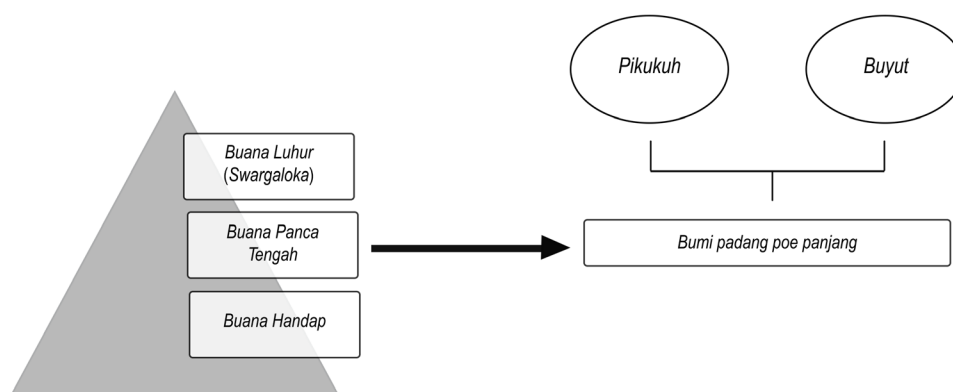 Pikukuh
Buyut
Buana Luhur
(Swargaloka)
Buana Panca
Tengah
Bumi padang poe panjang
Buana Handap